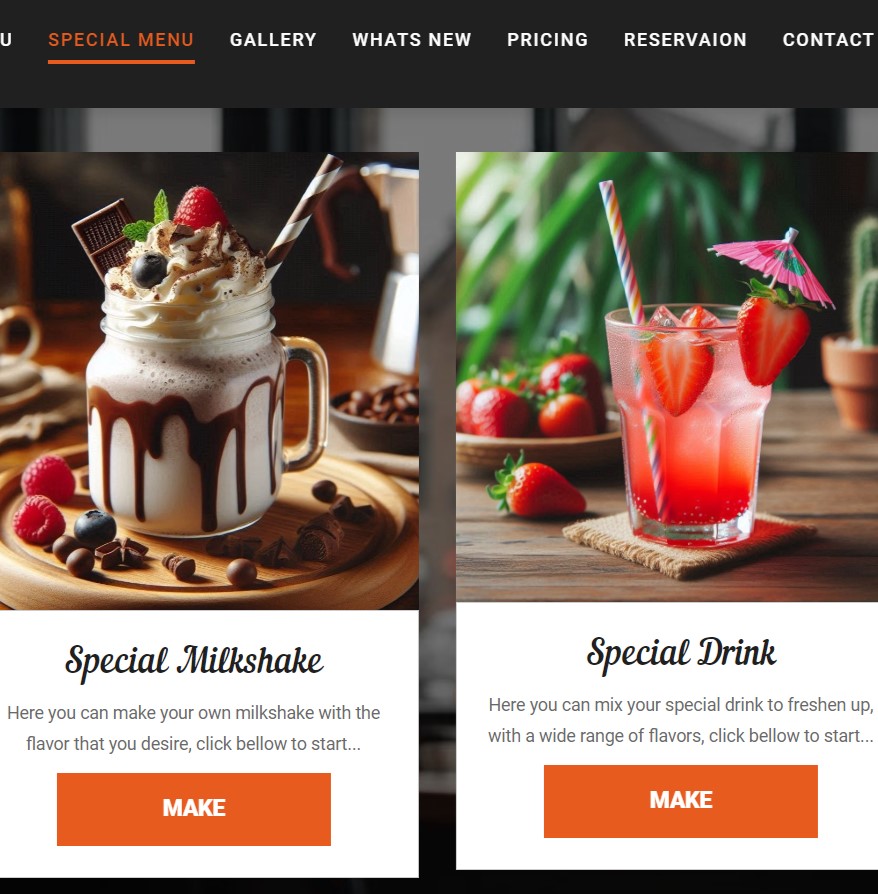 U SPECIAL MENU GALLERY WHATS NEW PRICING RESERVAION CONTACT
Special Milkshake
Here you can make your own milkshake with the
flavor that you desire, click bellow to start...
MAKE
Special Drink
Here you can mix your special drink to freshen up,
with a wide range of flavors, click bellow to start...
MAKE